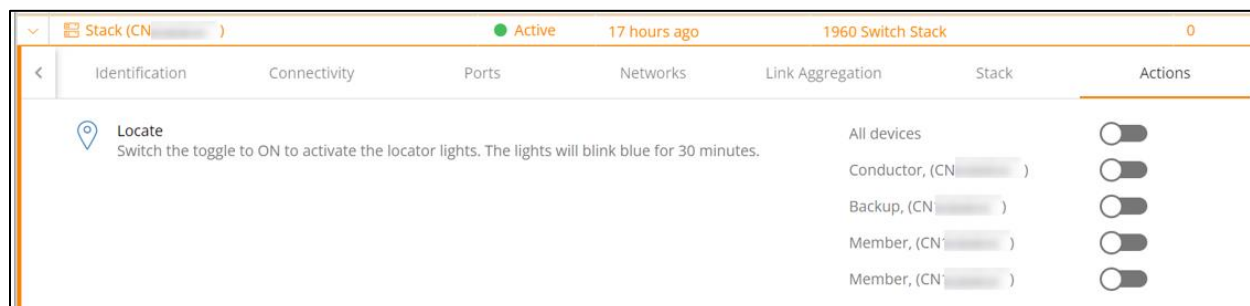 Stack (CN ) Active 17 hours ago 1960 Switch Stack 0
Identification Connectivity Ports Networks Link Aggregation Stack Actions
Locate
Switch the toggle to ON to activate the locator lights. The lights will blink blue for 30 minutes.
All devices
Conductor, (CN )
Backup, (CN )
Member, (CN )
Member, (CN )